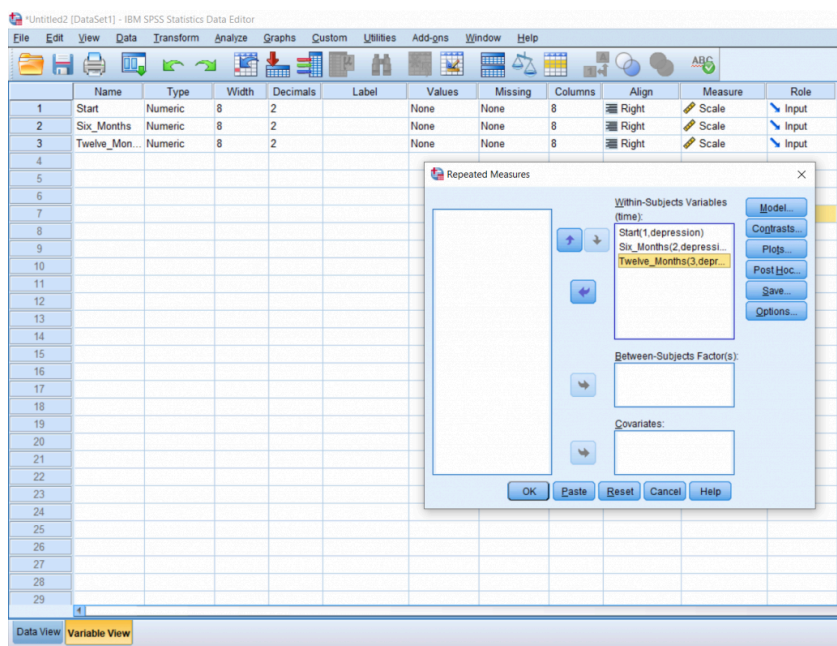 *Untitled2 [DataSet1] - IBM SPSS Statistics Data Editor
File Edit View Data Transform Analyze Graphs Custom Utilities Add-ons Window Help
Name Type Width Decimals Label Values Missing Columns Align Measure Role
1 Start Numeric 8 2 None None 8 Right Scale Input
2 Six_Months Numeric 8 2 None None 8 Right Scale Input
3 Twelve_Mon... Numeric 8 2 None None 8 Right Scale Input
4
5
6
7
8
9
10
11
12
13
14
15
16
17
18
19
20
21
22
23
24
25
26
27
28
29
Repeated Measures
Within-Subjects Variables
(time):
Start(1,depression)
Six_Months(2,depressi...
Twelve_Months(3,depr...
Model...
Contrasts...
Plots...
Post Hoc...
Save...
Options...
Between-Subjects Factor(s):
Covariates:
OK Paste Reset Cancel Help
Data View Variable View